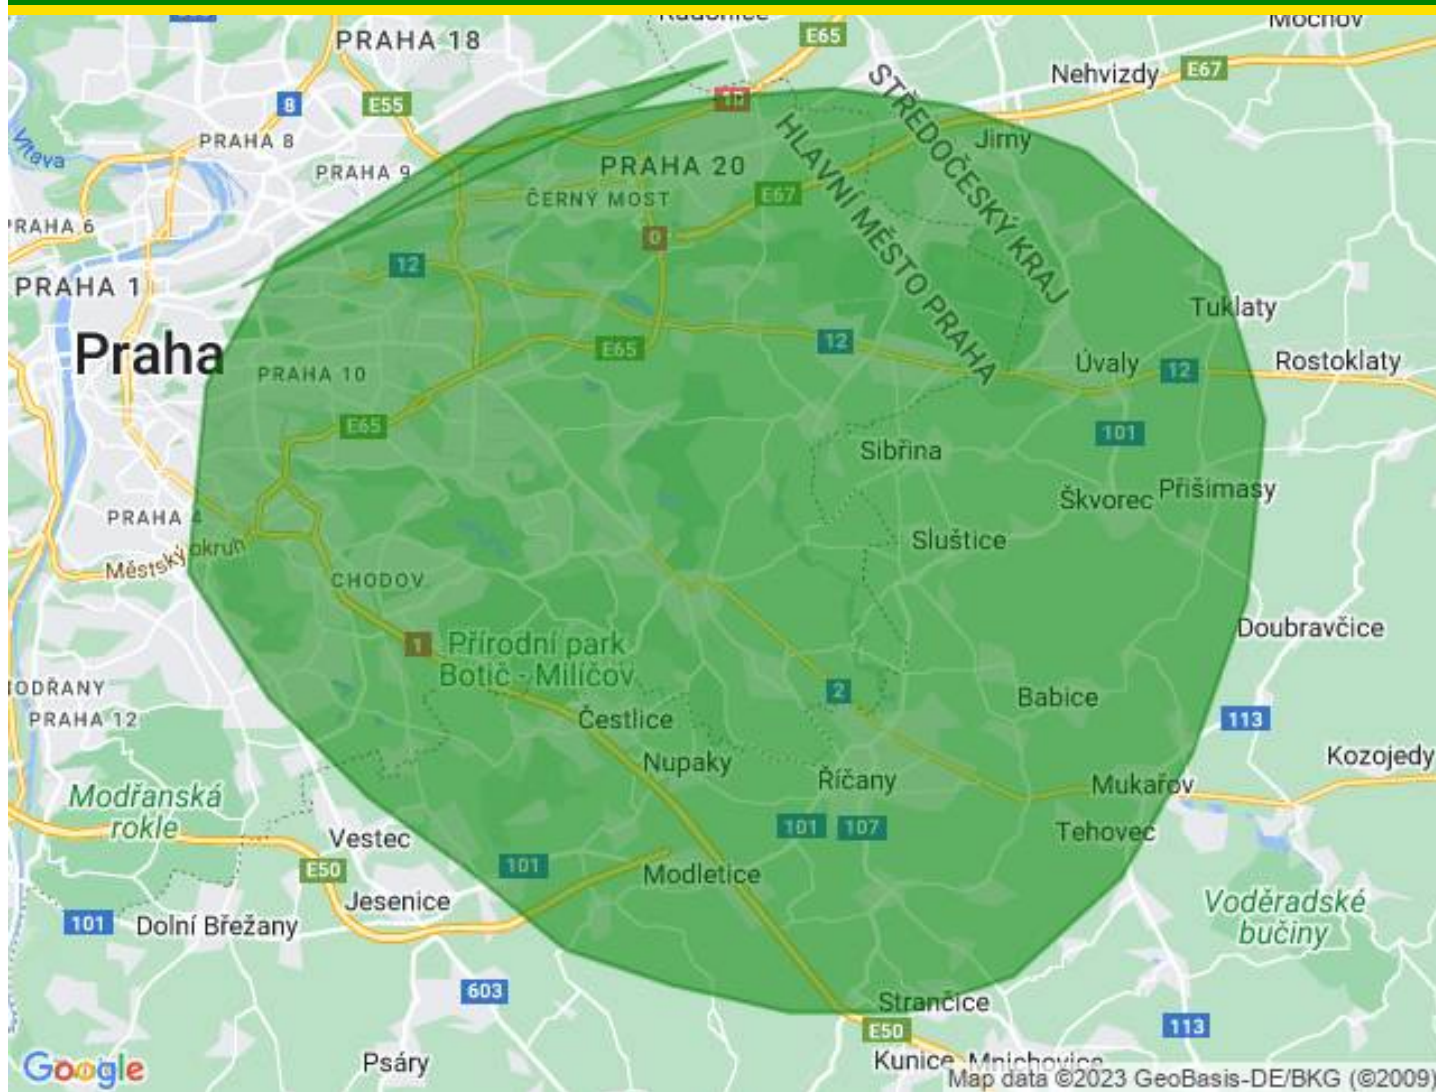 PRAHA 18
E65
Mochov
Nehvizdy
E67
STŘEDOČESKÝ KRAJ
8
E55
10
Vltava
PRAHA 8
HLAVNÍ MĚSTO PRAHA
Jirny
PRAHA 9
PRAHA 20
ČERNÝ MOST
E67
PRAHA 6
0
12
PRAHA 1
Tuklaty
Praha
E65
12
PRAHA 10
Úvaly
12
Rostoklaty
E65
101
Sibřina
Škvorec
Přišimasy
PRAHA 4
Městský okruh
Sluštice
CHODOV
1
Přírodní park
Botič - Milíčov
Doubravčice
ODŘANY
PRAHA 12
2
Babice
Čestlice
113
Nupaky
Říčany
Mukařov
Kozojedy
Modřanská
rokle
Vestec
101
107
Tehovec
E50
101
Modletice
Jesenice
Voděradské
bučiny
101
Dolní Břežany
603
Strančice
E50
113
Psáry
Kunice
Mnichovice
Google
Map data ©2023 GeoBasis-DE/BKG (©2009)